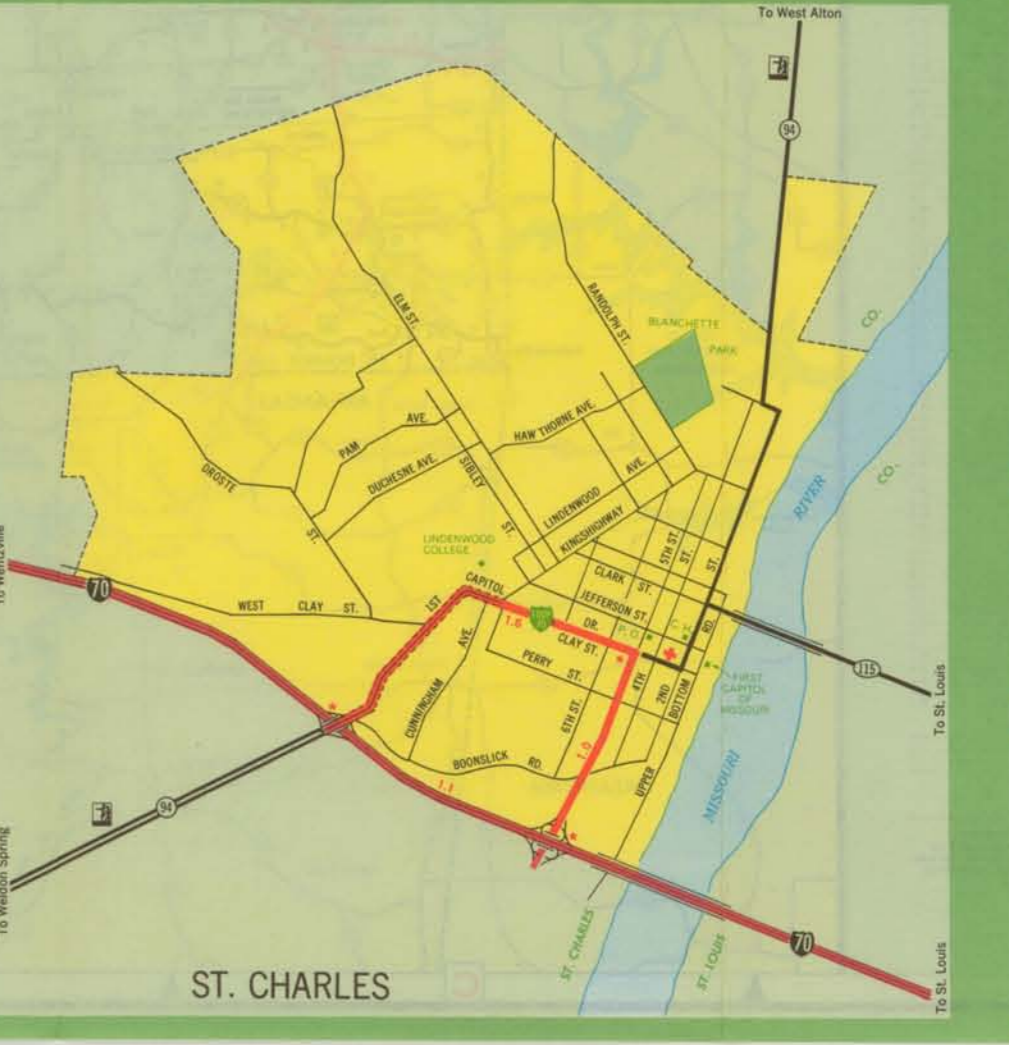 To West Alton
94
CO.
RANDOLPH ST.
BLANCHETTE
PARK
ELM ST.
HAW THORNE AVE.
PAM AVE.
DUCHESNE AVE.
SIBLEY ST.
DROSTE ST.
LINDENWOOD AVE.
KINGSHIGHWAY
RIVER
CO.
LINDENWOOD
COLLEGE
5TH ST.
ST.
ST.
CLARK ST.
To Wentzville
70
WEST CLAY ST.
1ST CAPITOL DR.
1.6
JEFFERSON ST.
CLAY ST.
P.O.
C.H.
RD.
PERRY ST.
CUNNINGHAM AVE.
6TH ST.
4TH
2ND
BOTTOM
UPPER
FIRST
CAPITOL
OF
MISSOURI
115
To St. Louis
BOONSLICK RD.
1.0
1.1
MISSOURI
94
To Weldon Spring
ST. CHARLES
ST. LOUIS
70
To St. Louis
ST. CHARLES